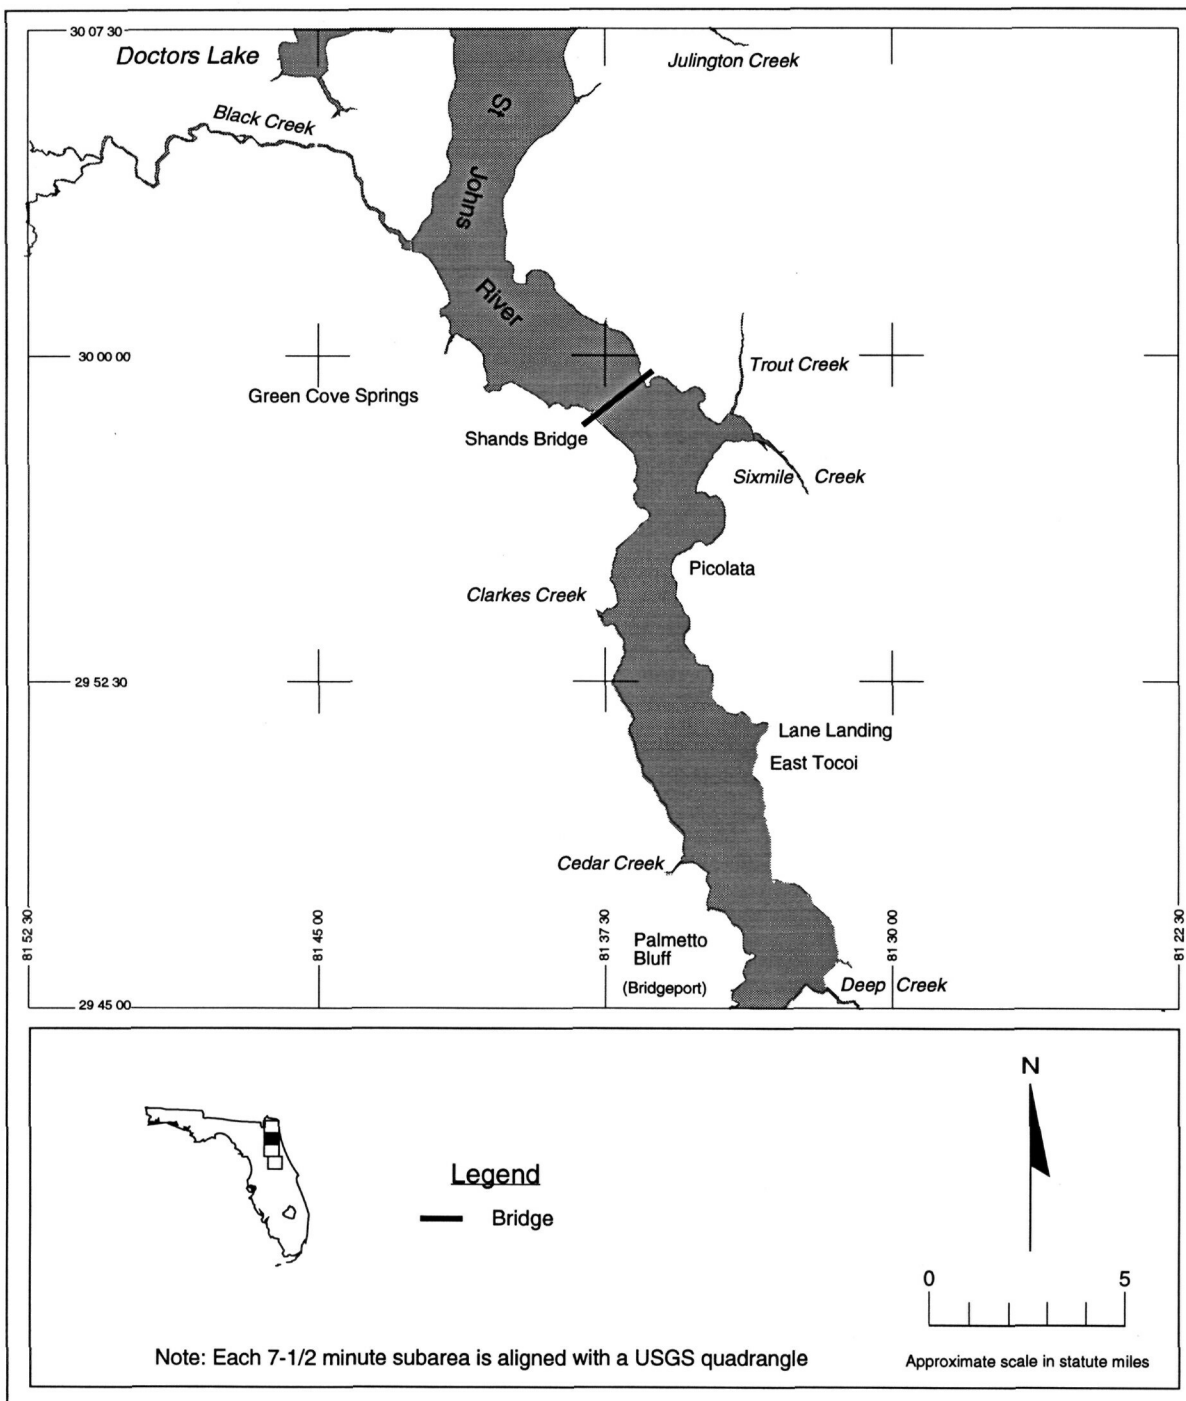 30 07 30
Doctors Lake
Julington Creek
Black Creek
St
Johns
River
30 00 00
Trout Creek
Green Cove Springs
Shands Bridge
Sixmile Creek
Picolata
Clarkes Creek
29 52 30
Lane Landing
East Tocoi
Cedar Creek
81 52 30
81 45 00
81 37 30
81 30 00
81 22 30
Palmetto
Bluff
(Bridgeport)
Deep Creek
29 45 00
N
Legend
Bridge
0 5
Note: Each 7-1/2 minute subarea is aligned with a USGS quadrangle
Approximate scale in statute miles